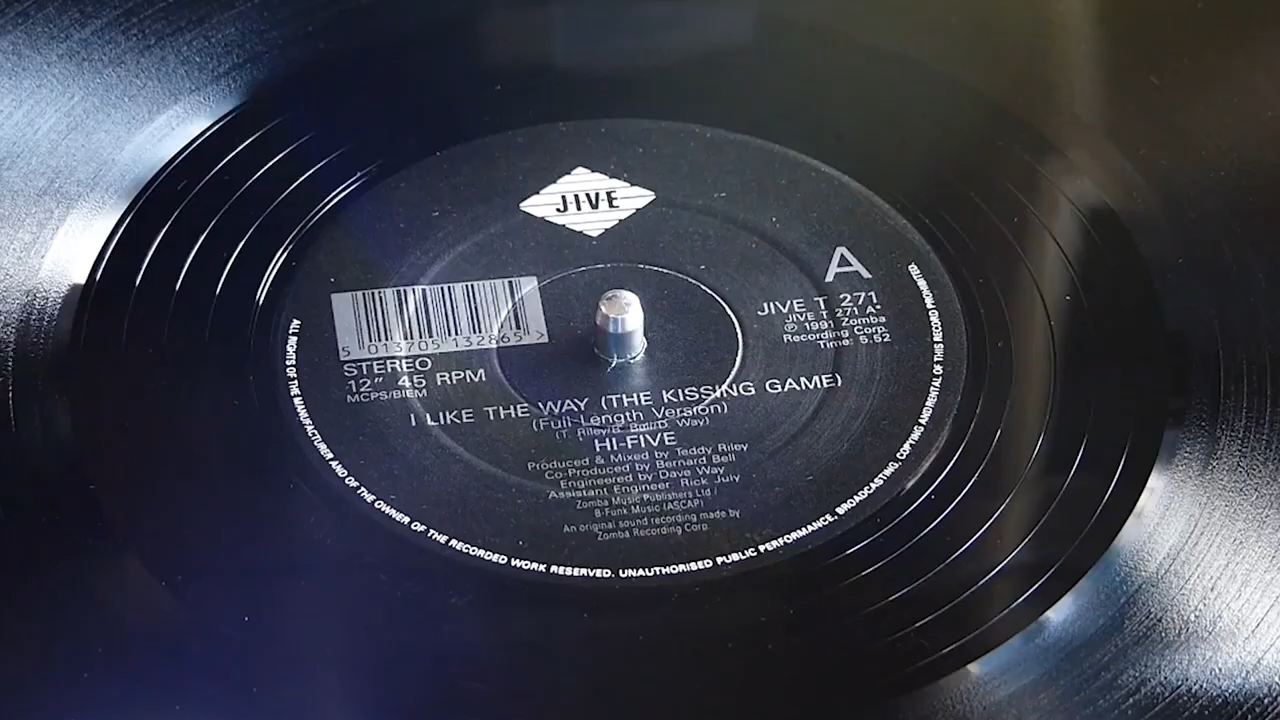 JIVE
A
JIVE T 271
JIVE T 271 A*
℗ 1991 Zomba
Recording Corp.
Time: 5.52
5 013705 132865 >
STEREO
12" 45 RPM
MCPS/BIEM
I LIKE THE WAY (THE KISSING GAME)
(Full Length Version)
(T. Riley/B. Bell/D. Way)
HI-FIVE
Produced & Mixed by Teddy Riley
Co-Produced by Bernard Bell
Engineered by Dave Way
Assistant Engineer Rick July
Zomba Music Publishers Ltd /
B-Funk Music (ASCAP)
An original sound recording made by
Zomba Recording Corp.
ALL RIGHTS OF THE MANUFACTURER AND OF THE OWNER OF THE RECORDED WORK RESERVED. UNAUTHORISED PUBLIC PERFORMANCE, BROADCASTING, COPYING AND RENTAL OF THIS RECORD PROHIBITED.